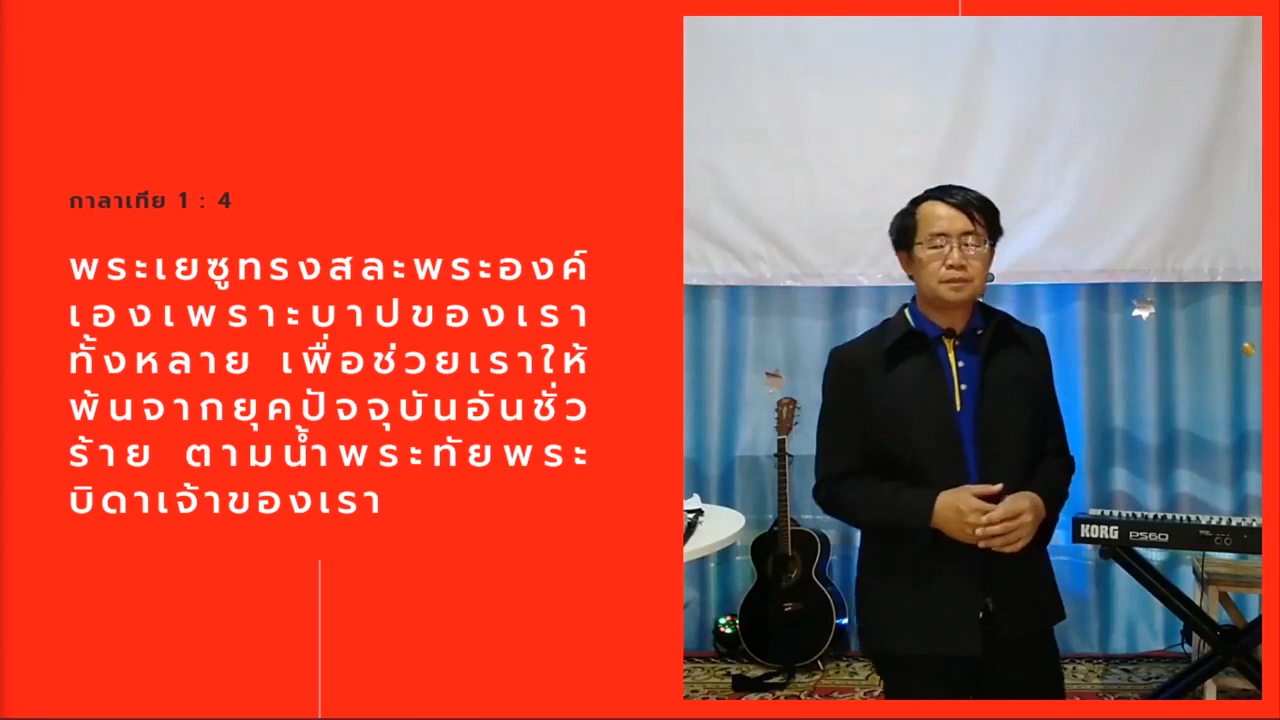 กาลาเทีย 1 : 4
พระเยซูทรงสละพระองค์
เองเพราะบาปของเรา
ทั้งหลาย เพื่อช่วยเราให้
พ้นจากยุคปัจจุบันอันชั่ว
ร้าย ตามน้ำพระทัยพระ
บิดาเจ้าของเรา
KORG PS60